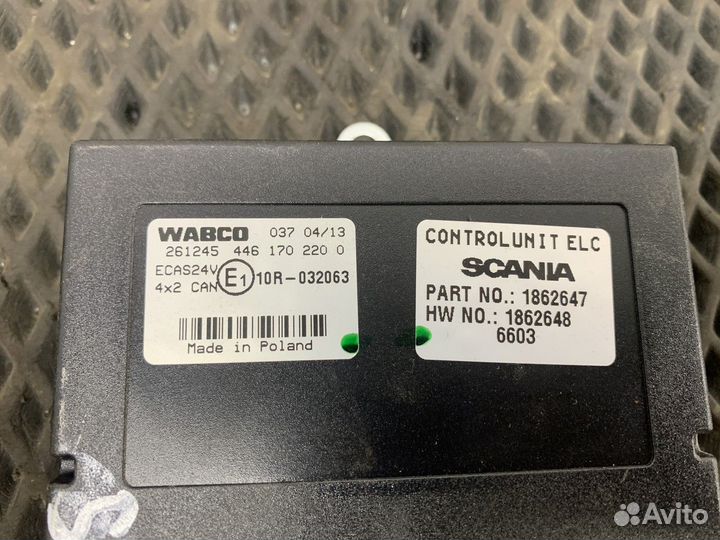 WABCO 037 04/13
261245 446 170 220 0
ECAS24V
4x2 CAN E1 10R-032063
Made in Poland
CONTROLUNIT ELC
SCANIA
PART NO.: 1862647
HW NO.: 1862648
6603
S
Avito